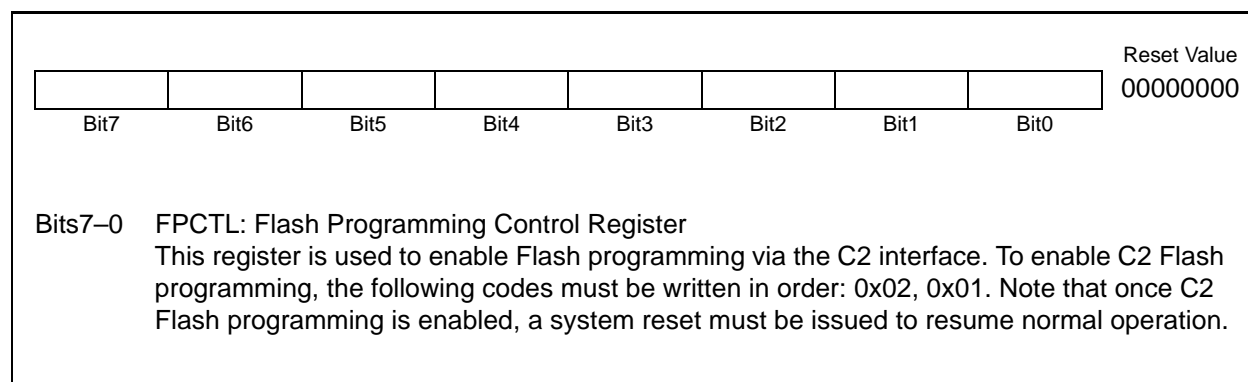 Reset Value
00000000
Bit7 Bit6 Bit5 Bit4 Bit3 Bit2 Bit1 Bit0
Bits7–0 FPCTL: Flash Programming Control Register
This register is used to enable Flash programming via the C2 interface. To enable C2 Flash
programming, the following codes must be written in order: 0x02, 0x01. Note that once C2
Flash programming is enabled, a system reset must be issued to resume normal operation.